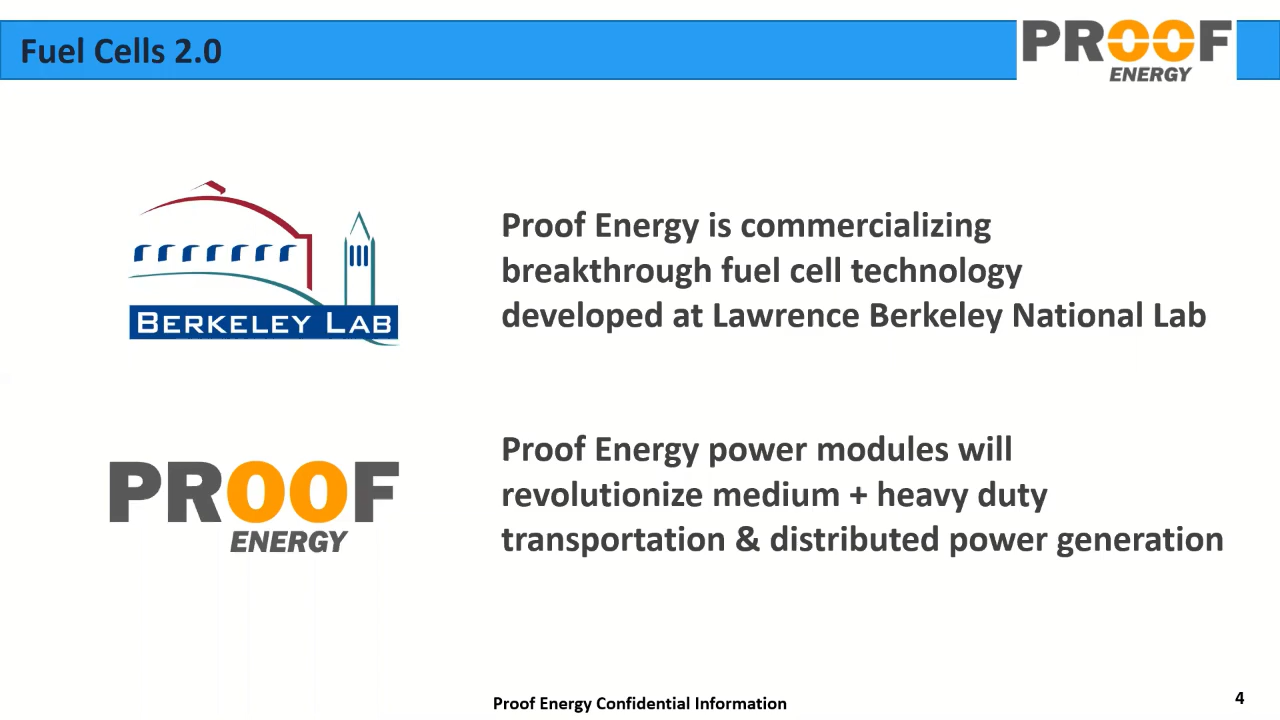 Fuel Cells 2.0
PROOF
ENERGY
BERKELEY LAB
Proof Energy is commercializing
breakthrough fuel cell technology
developed at Lawrence Berkeley National Lab
PROOF
ENERGY
Proof Energy power modules will
revolutionize medium + heavy duty
transportation & distributed power generation
Proof Energy Confidential Information
4